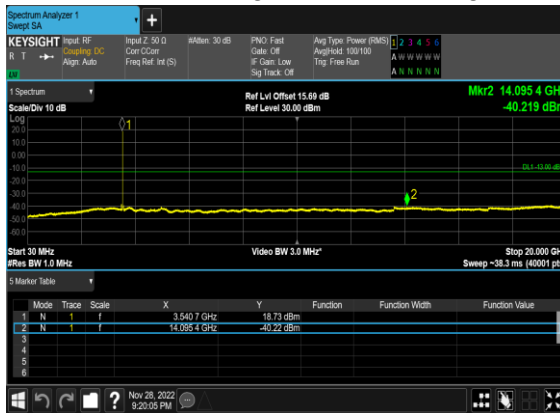 Spectrum Analyzer 1
Swept SA
KEYSIGHT Input: RF Input Z: 50 Ω #Atten: 30 dB PNO: Fast Avg Type: Power (RMS) 1 2 3 4 5 6
R T Coupling: DC Corr CCorr Gate: Off Avg|Hold: 100/100 A W W W W W
Align: Auto Freq Ref: Int (S) IF Gain: Low Trig: Free Run
Sig Track: Off A N N N N N
1 Spectrum Ref Lvl Offset 15.69 dB Mkr2 14.095 4 GH
Scale/Div 10 dB Ref Level 30.00 dBm -40.219 dBm
Log
20.0
10.0
0.00
-10.0
-20.0
-30.0
-40.0
-50.0
-60.0
1
DL1 -13.00 dB
2
Start 30 MHz Video BW 3.0 MHz* Stop 20.000 GH
#Res BW 1.0 MHz Sweep ~38.3 ms (40001 pt
5 Marker Table
Mode Trace Scale X Y Function Function Width Function Value
1 N 1 f 3.540 7 GHz 18.73 dBm
2 N 1 f 14.095 4 GHz -40.22 dBm
3
4
5
6
? Nov 28, 2022
9:20:05 PM